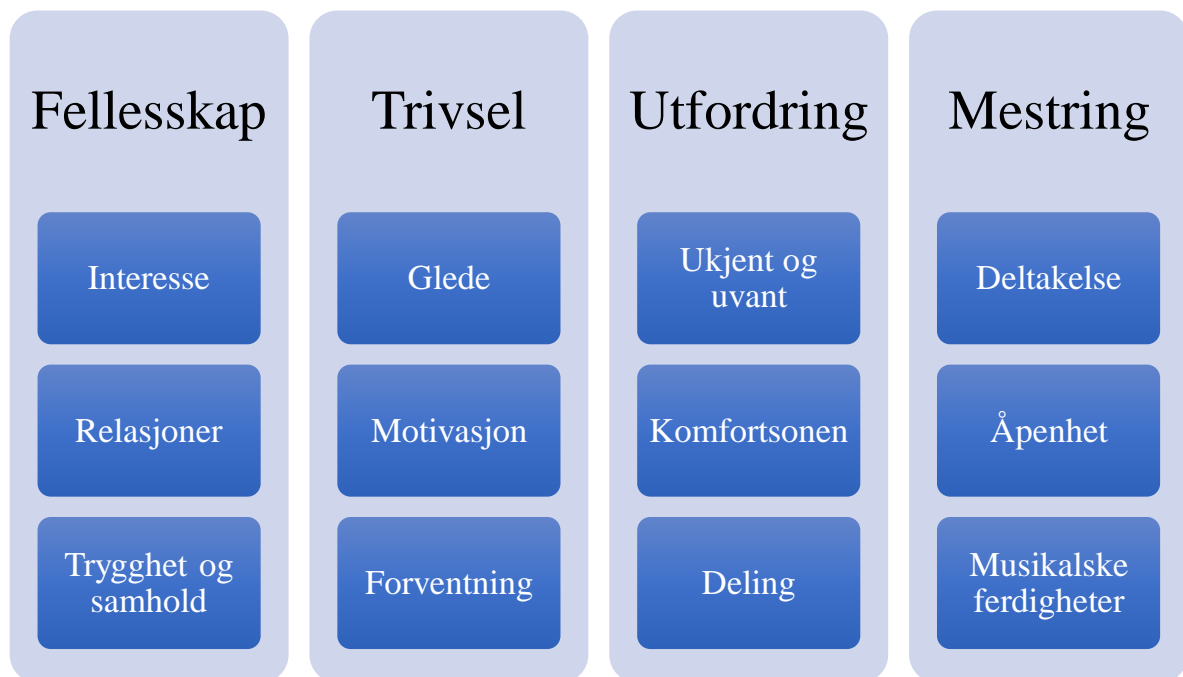 Fellesskap
Interesse
Relasjoner
Trygghet og
samhold
Trivsel
Glede
Motivasjon
Forventning
Utfordring
Ukjent og
uvant
Komfortsonen
Deling
Mestring
Deltakelse
Åpenhet
Musikalske
ferdigheter